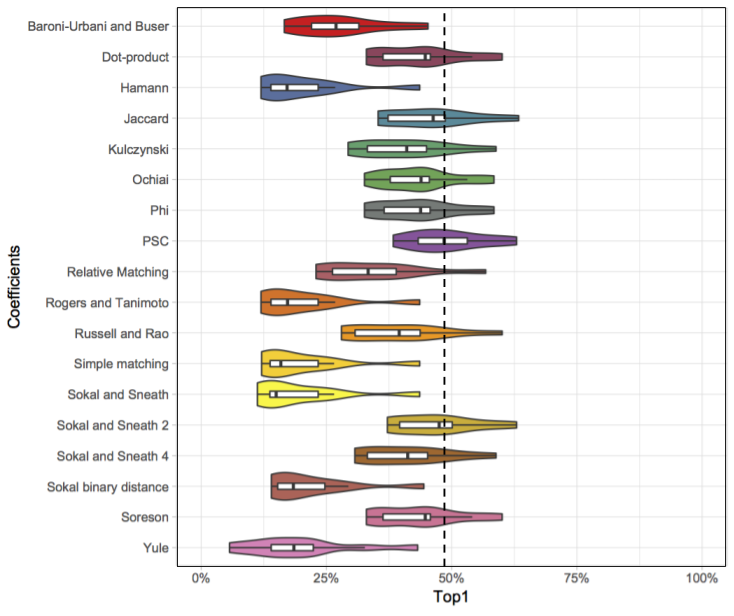 Coefficients
Baroni-Urbani and Buser
Dot-product
Hamann
Jaccard
Kulczynski
Ochiai
Phi
PSC
Relative Matching
Rogers and Tanimoto
Russell and Rao
Simple matching
Sokal and Sneath
Sokal and Sneath 2
Sokal and Sneath 4
Sokal binary distance
Soreson
Yule
0% 25% 50% 75% 100%
Top1